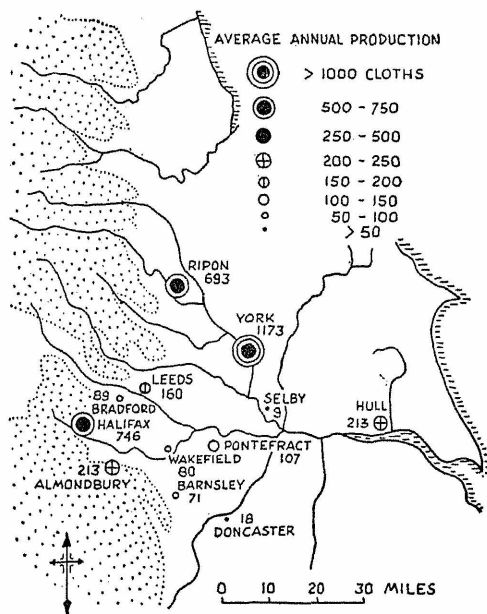 AVERAGE ANNUAL PRODUCTION
> 1000 CLOTHS
500 - 750
250 - 500
200 - 250
150 - 200
100 - 150
50 - 100
> 50
RIPON
693
YORK
1173
LEEDS
160
89
BRADFORD
HALIFAX
746
SELBY
9
HULL
213
WAKEFIELD
80
PONTEFRACT
107
213
ALMONDBURY
BARNSLEY
71
18
DONCASTER
0 10 20 30 MILES